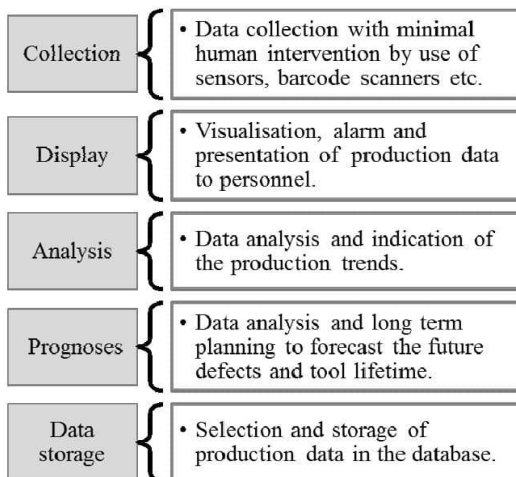 Collection
• Data collection with minimal
human intervention by use of
sensors, barcode scanners etc.
Display
• Visualisation, alarm and
presentation of production data
to personnel.
Analysis
• Data analysis and indication of
the production trends.
Prognoses
• Data analysis and long term
planning to forecast the future
defects and tool lifetime.
Data
storage
• Selection and storage of
production data in the database.